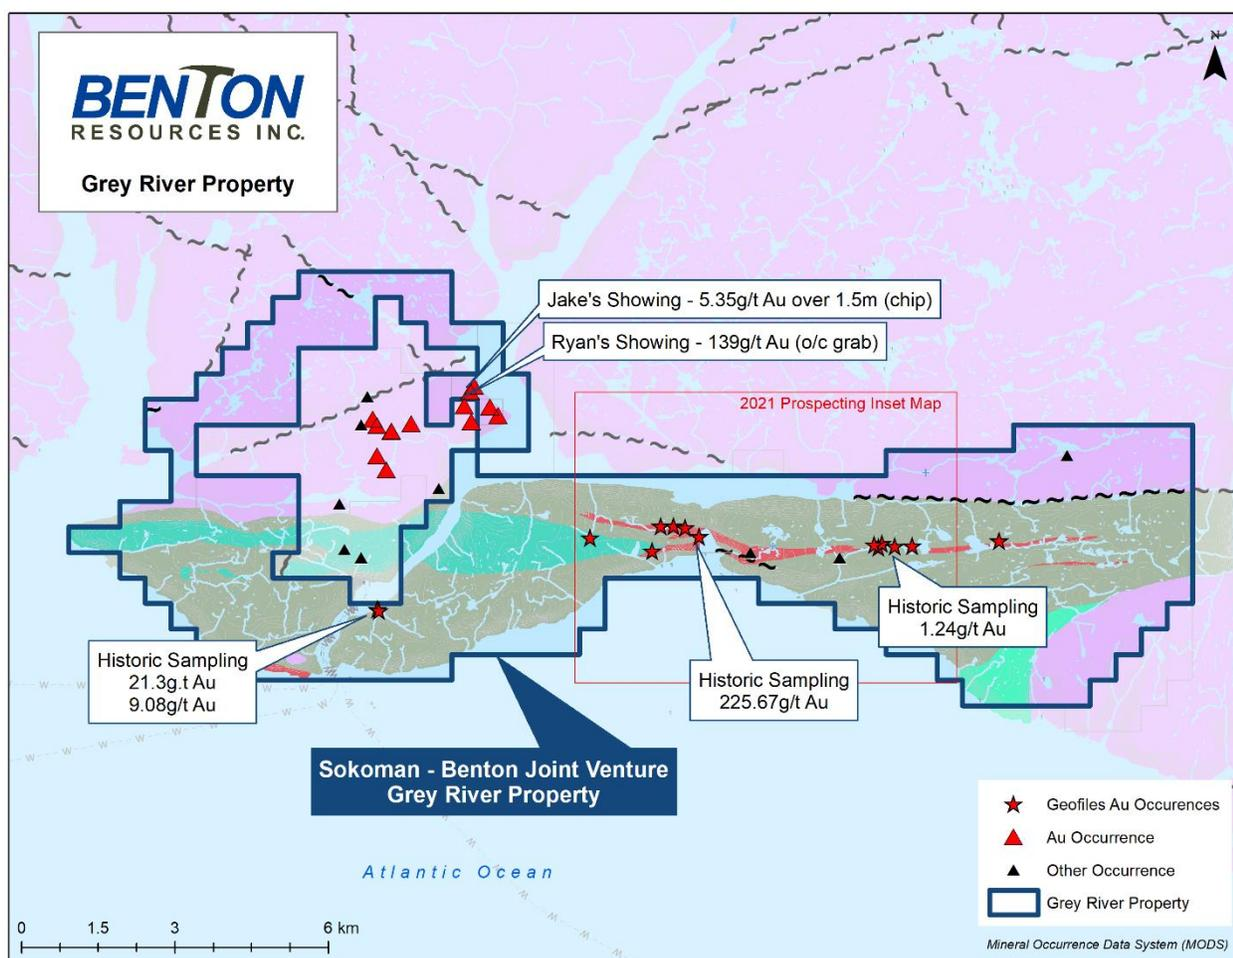 BENTON
RESOURCES INC.
Grey River Property
N
Jake's Showing - 5.35g/t Au over 1.5m (chip)
Ryan's Showing - 139g/t Au (o/c grab)
2021 Prospecting Inset Map
Historic Sampling
1.24g/t Au
Historic Sampling
21.3g.t Au
9.08g/t Au
Historic Sampling
225.67g/t Au
Sokoman - Benton Joint Venture
Grey River Property
Atlantic Ocean
Geofiles Au Occurences
Au Occurrence
Other Occurrence
Grey River Property
0 1.5 3 6 km
Mineral Occurrence Data System (MODS)